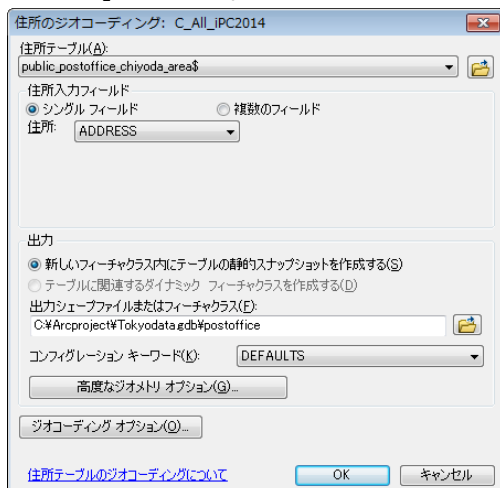 住所のジオコーディング: C_All_iPC2014
住所テーブル(A):
public_postoffice_chiyoda_area$
住所入力フィールド
シングル フィールド 複数のフィールド
住所: ADDRESS
出力
新しいフィーチャクラス内にテーブルの静的スナップショットを作成する(S)
テーブルに関連するダイナミック フィーチャクラスを作成する(D)
出力シェープファイルまたはフィーチャクラス(F):
C:¥Arcproject¥Tokyodata.gdb¥postoffice
コンフィグレーション キーワード(K): DEFAULTS
高度なジオメトリ オプション(G)...
ジオコーディング オプション(O)...
住所テーブルのジオコーディングについて OK キャンセル